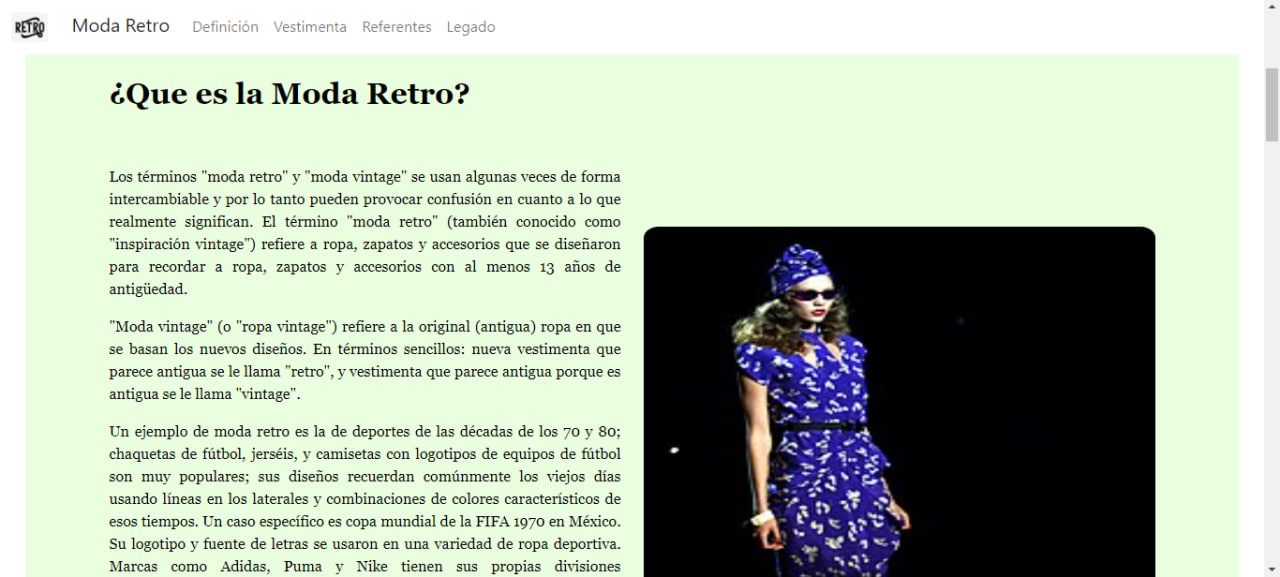 RETRO
Moda Retro
Definición
Vestimenta
Referentes
Legado
¿Que es la Moda Retro?
Los términos "moda retro" y "moda vintage" se usan algunas veces de forma
intercambiable y por lo tanto pueden provocar confusión en cuanto a lo que
realmente significan. El término "moda retro" (también conocido como
"inspiración vintage") refiere a ropa, zapatos y accesorios que se diseñaron
para recordar a ropa, zapatos y accesorios con al menos 13 años de
antigüedad.
"Moda vintage" (o "ropa vintage") refiere a la original (antigua) ropa en que
se basan los nuevos diseños. En términos sencillos: nueva vestimenta que
parece antigua se le llama "retro", y vestimenta que parece antigua porque es
antigua se le llama "vintage".
Un ejemplo de moda retro es la de deportes de las décadas de los 70 y 80;
chaquetas de fútbol, jerséis, y camisetas con logotipos de equipos de fútbol
son muy populares; sus diseños recuerdan comúnmente los viejos días
usando líneas en los laterales y combinaciones de colores característicos de
esos tiempos. Un caso específico es copa mundial de la FIFA 1970 en México.
Su logotipo y fuente de letras se usaron en una variedad de ropa deportiva.
Marcas como Adidas, Puma y Nike tienen sus propias divisiones